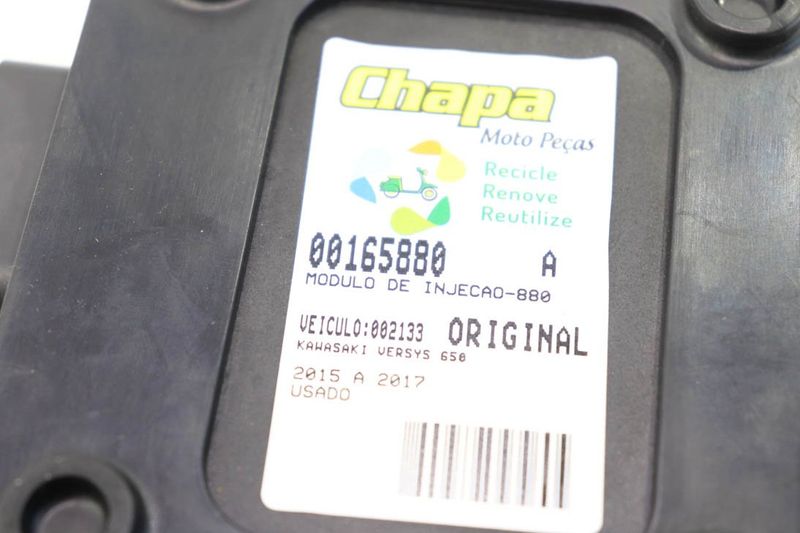 Chapa
Moto Peças
Recicle
Renove
Reutilize
00165880 A
MODULO DE INJECAO-880
VEICULO:002133 ORIGINAL
KAWASAKI VERSYS 650
2015 A 2017
USADO